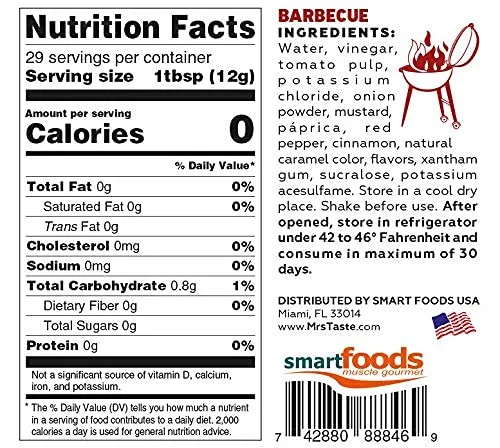 Nutrition Facts
29 servings per container
Serving size 1tbsp (12g)
Amount per serving
Calories 0
% Daily Value*
Total Fat 0g 0%
Saturated Fat 0g 0%
Trans Fat 0g
Cholesterol 0mg 0%
Sodium 0mg 0%
Total Carbohydrate 0.8g 1%
Dietary Fiber 0g 0%
Total Sugars 0g
Protein 0g 0%
Not a significant source of vitamin D, calcium,
iron, and potassium.
* The % Daily Value (DV) tells you how much a nutrient
in a serving of food contributes to a daily diet. 2,000
calories a day is used for general nutrition advice.
BARBECUE
INGREDIENTS:
Water, vinegar,
tomato pulp,
potassium
chloride, onion
powder, mustard,
páprica, red
pepper, cinnamon, natural
caramel color, flavors, xantham
gum, sucralose, potassium
acesulfame. Store in a cool dry
place. Shake before use. After
opened, store in refrigerator
under 42 to 46° Fahrenheit and
consume in maximum of 30
days.
DISTRIBUTED BY SMART FOODS USA
Miami, FL 33014
www.MrsTaste.com
smartfoods
muscle gourmet
7 42880 88846 9